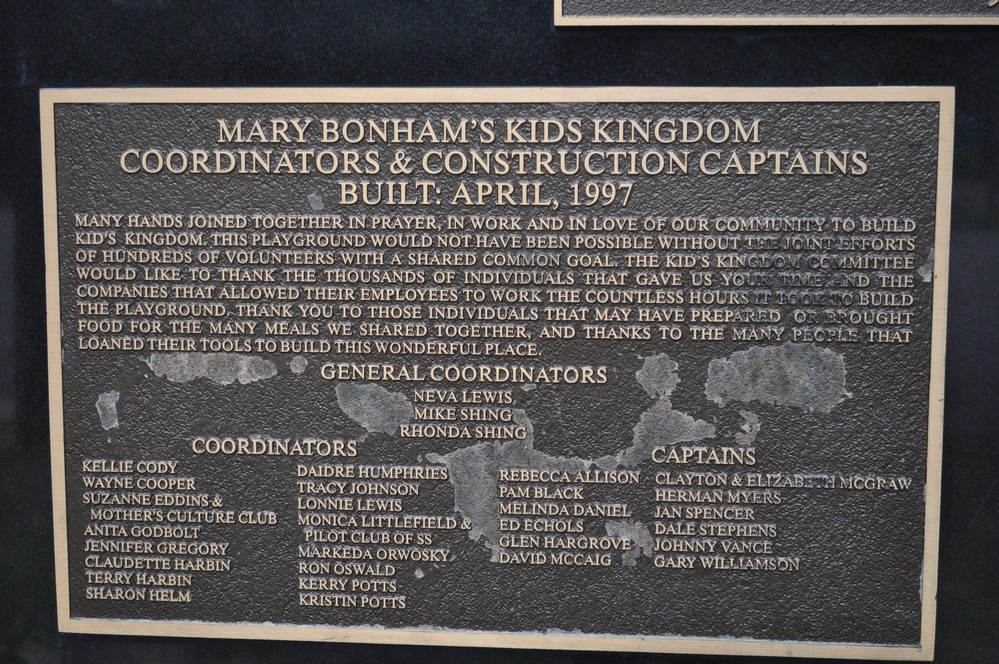 MARY BONHAM'S KIDS KINGDOM
COORDINATORS & CONSTRUCTION CAPTAINS
BUILT: APRIL, 1997
MANY HANDS JOINED TOGETHER IN PRAYER, IN WORK AND IN LOVE OF OUR COMMUNITY TO BUILD
KID'S KINGDOM. THIS PLAYGROUND WOULD NOT HAVE BEEN POSSIBLE WITHOUT THE JOINT EFFORTS
OF HUNDREDS OF VOLUNTEERS WITH A SHARED COMMON GOAL. THE KID'S KINGDOM COMMITTEE
WOULD LIKE TO THANK THE THOUSANDS OF INDIVIDUALS THAT GAVE US YOUR TIME AND THE
COMPANIES THAT ALLOWED THEIR EMPLOYEES TO WORK THE COUNTLESS HOURS IT TOOK TO BUILD
THE PLAYGROUND. THANK YOU TO THOSE INDIVIDUALS THAT MAY HAVE PREPARED OR BROUGHT
FOOD FOR THE MANY MEALS WE SHARED TOGETHER, AND THANKS TO THE MANY PEOPLE THAT
LOANED THEIR TOOLS TO BUILD THIS WONDERFUL PLACE.
GENERAL COORDINATORS
NEVA LEWIS
MIKE SHING
RHONDA SHING
COORDINATORS
KELLIE CODY
WAYNE COOPER
SUZANNE EDDINS &
MOTHER'S CULTURE CLUB
ANITA GODBOLT
JENNIFER GREGORY
CLAUDETTE HARBIN
TERRY HARBIN
SHARON HELM
DAIDRE HUMPHRIES
TRACY JOHNSON
LONNIE LEWIS
MONICA LITTLEFIELD &
PILOT CLUB OF SS
MARKEDA ORWOSKY
RON OSWALD
KERRY POTTS
KRISTIN POTTS
REBECCA ALLISON
PAM BLACK
MELINDA DANIEL
ED ECHOLS
GLEN HARGROVE
DAVID MCCAIG
CAPTAINS
CLAYTON & ELIZABETH MCGRAW
HERMAN MYERS
JAN SPENCER
DALE STEPHENS
JOHNNY VANCE
GARY WILLIAMSON